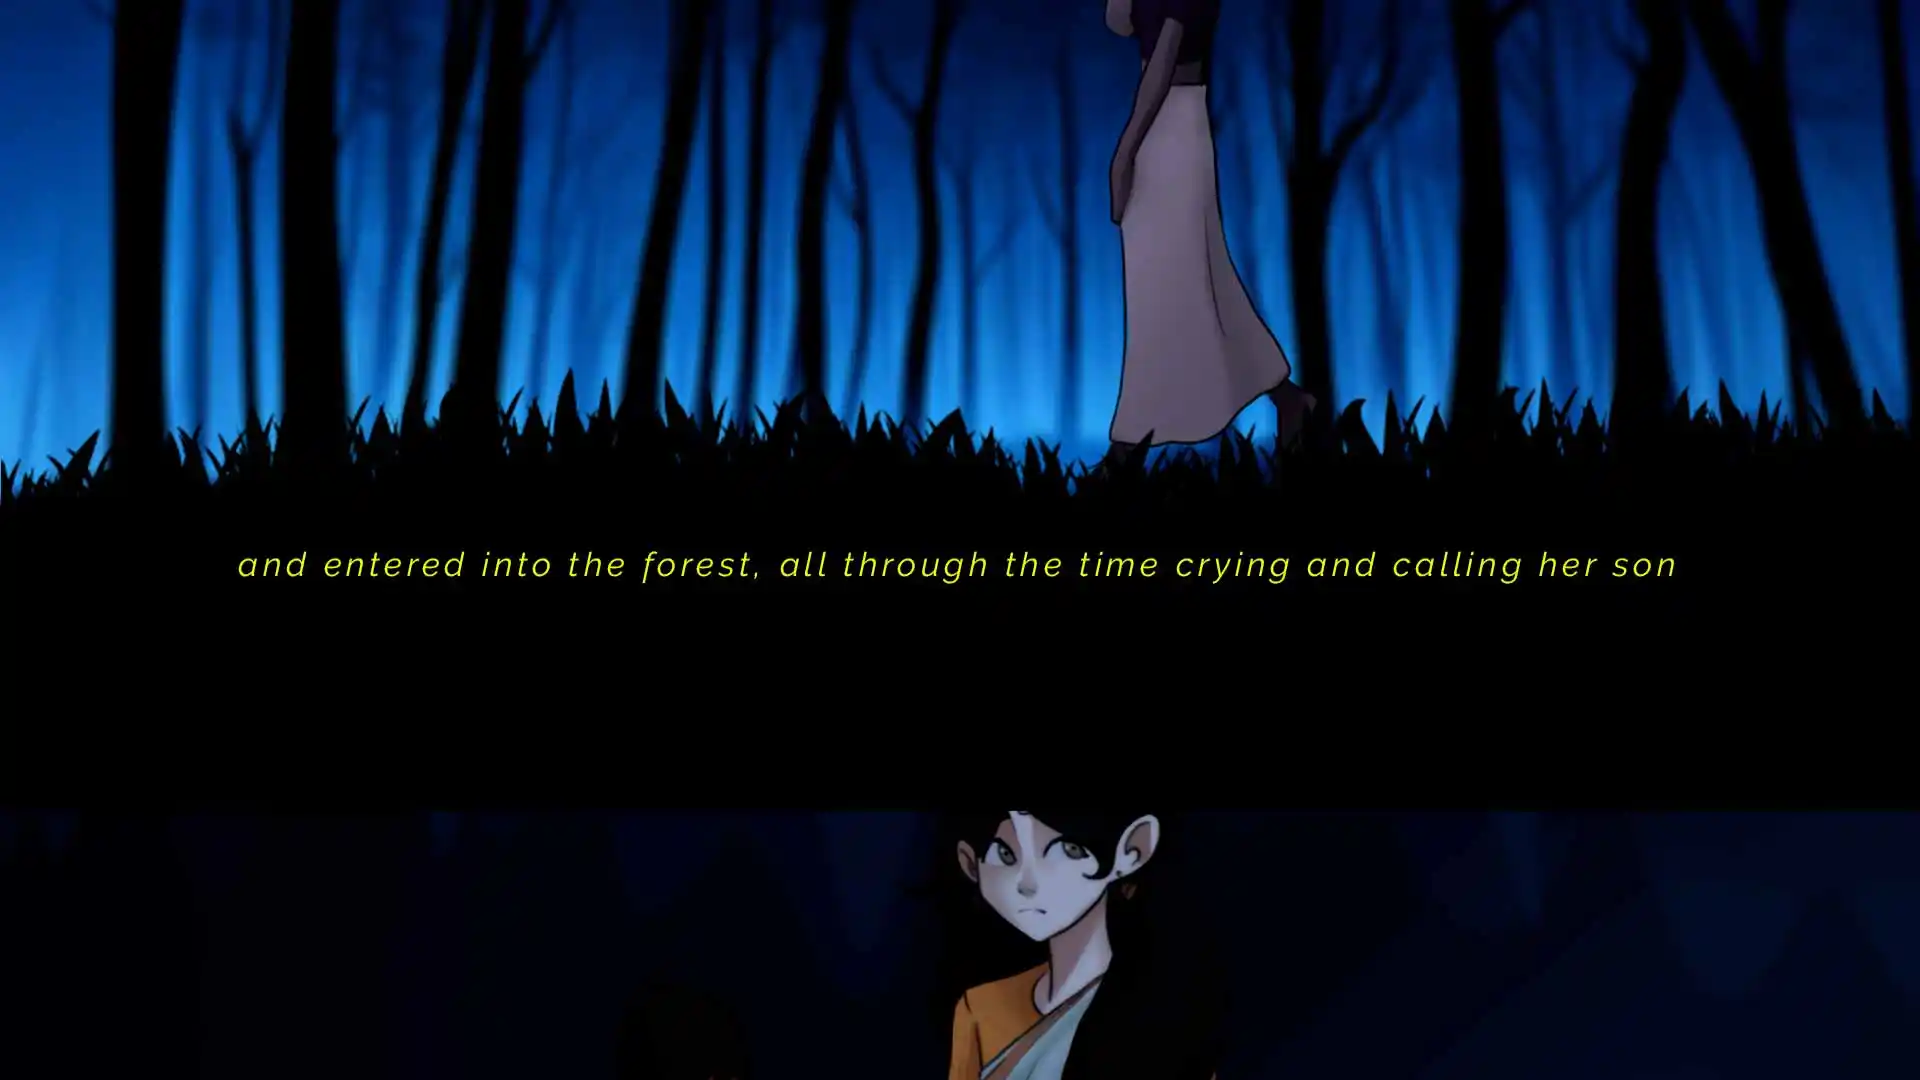 and entered into the forest, all through the time crying and calling her son